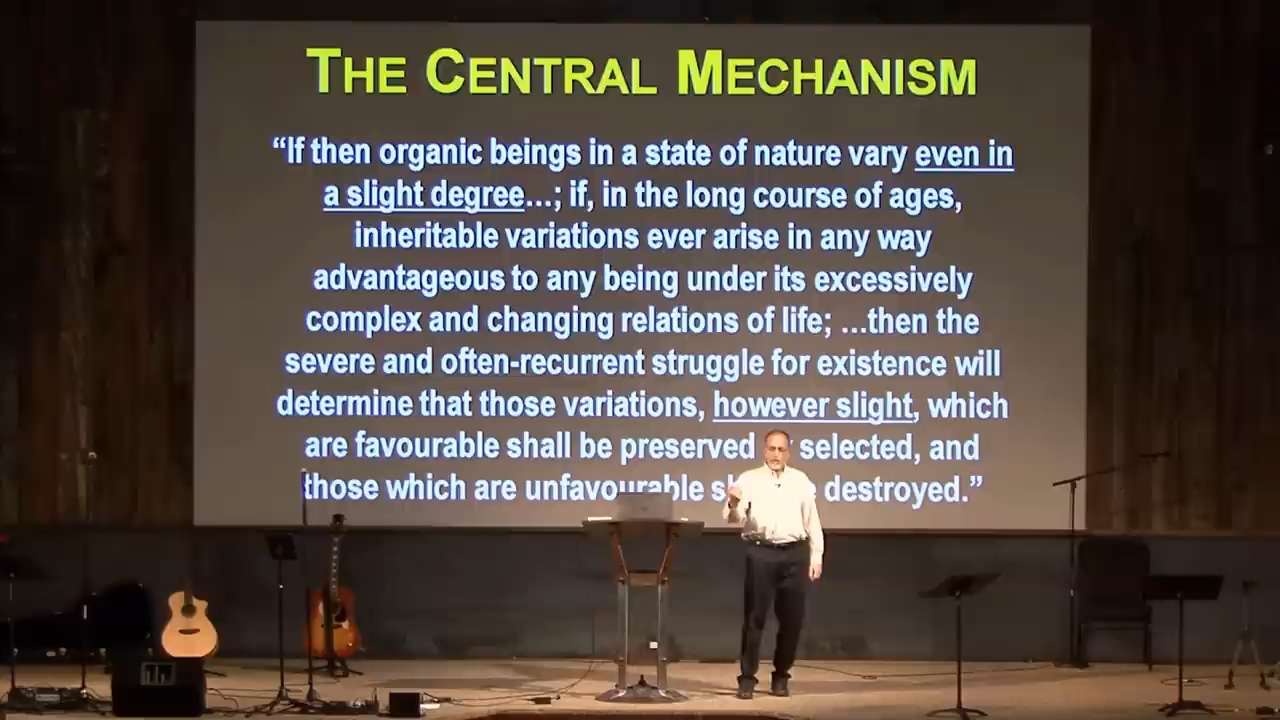 THE CENTRAL MECHANISM
“If then organic beings in a state of nature vary even in
a slight degree...; if, in the long course of ages,
inheritable variations ever arise in any way
advantageous to any being under its excessively
complex and changing relations of life; ...then the
severe and often-recurrent struggle for existence will
determine that those variations, however slight, which
are favourable shall be preserved selected, and
those which are unfavourable destroyed.”